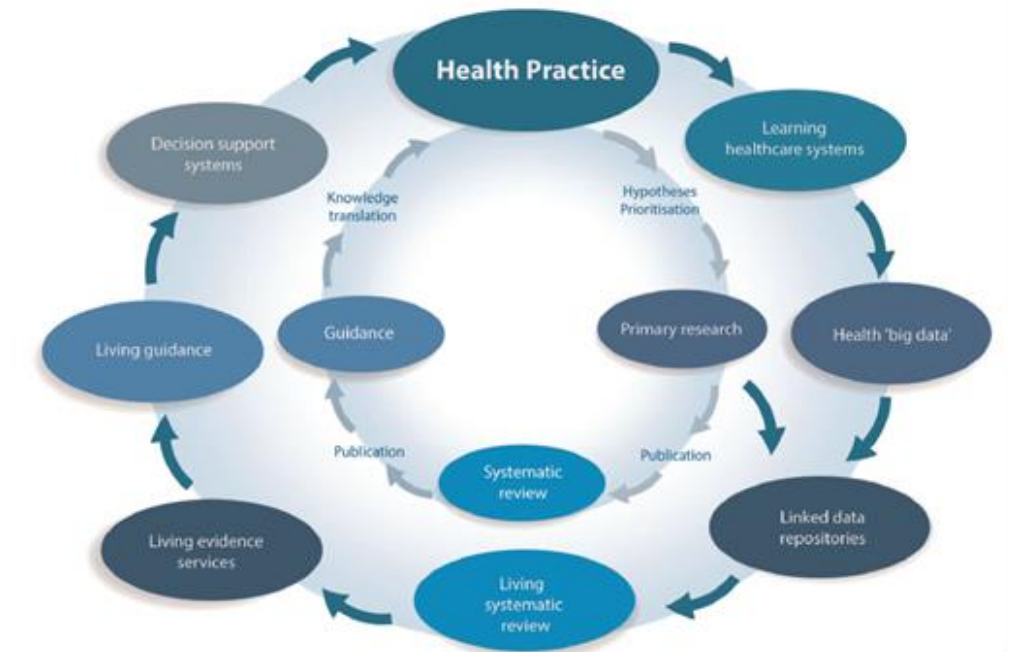 Health Practice
Learning
healthcare systems
Decision support
systems
Knowledge
translation
Hypotheses
Prioritisation
Living guidance
Guidance
Primary research
Health 'big data'
Publication
Systematic
review
Publication
Living evidence
services
Living
systematic
review
Linked data
repositories